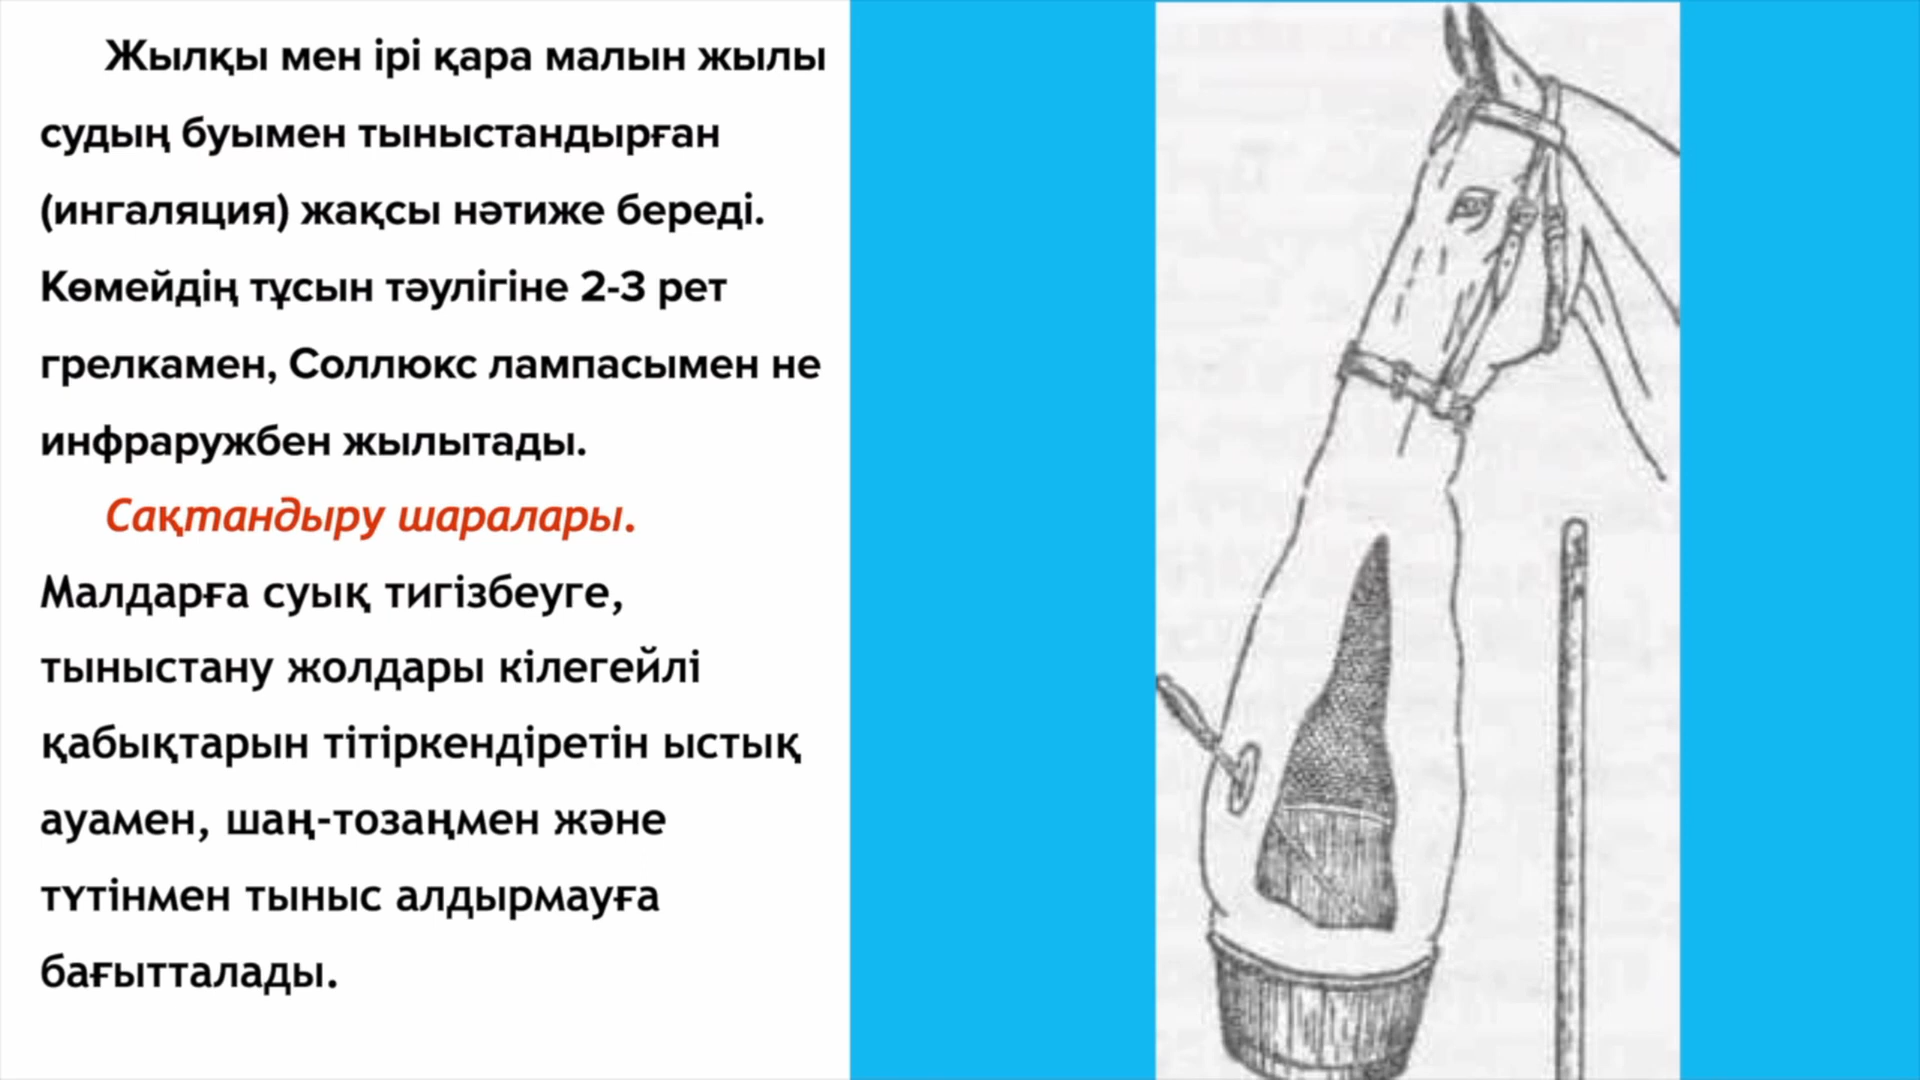 Жылқы мен ірі қара малын жылы
судың буымен тыныстандырған
(ингаляция) жақсы нәтиже береді.
Көмейдің тұсын тәулігіне 2-3 рет
грелкамен, Соллюкс лампасымен не
инфраружбен жылытады.
Сақтандыру шаралары.
Малдарға суық тигізбеуге,
тыныстану жолдары кілегейлі
қабықтарын тітіркендіретін ыстық
ауамен, шаң-тозаңмен және
түтінмен тыныс алдырмауға
бағытталады.